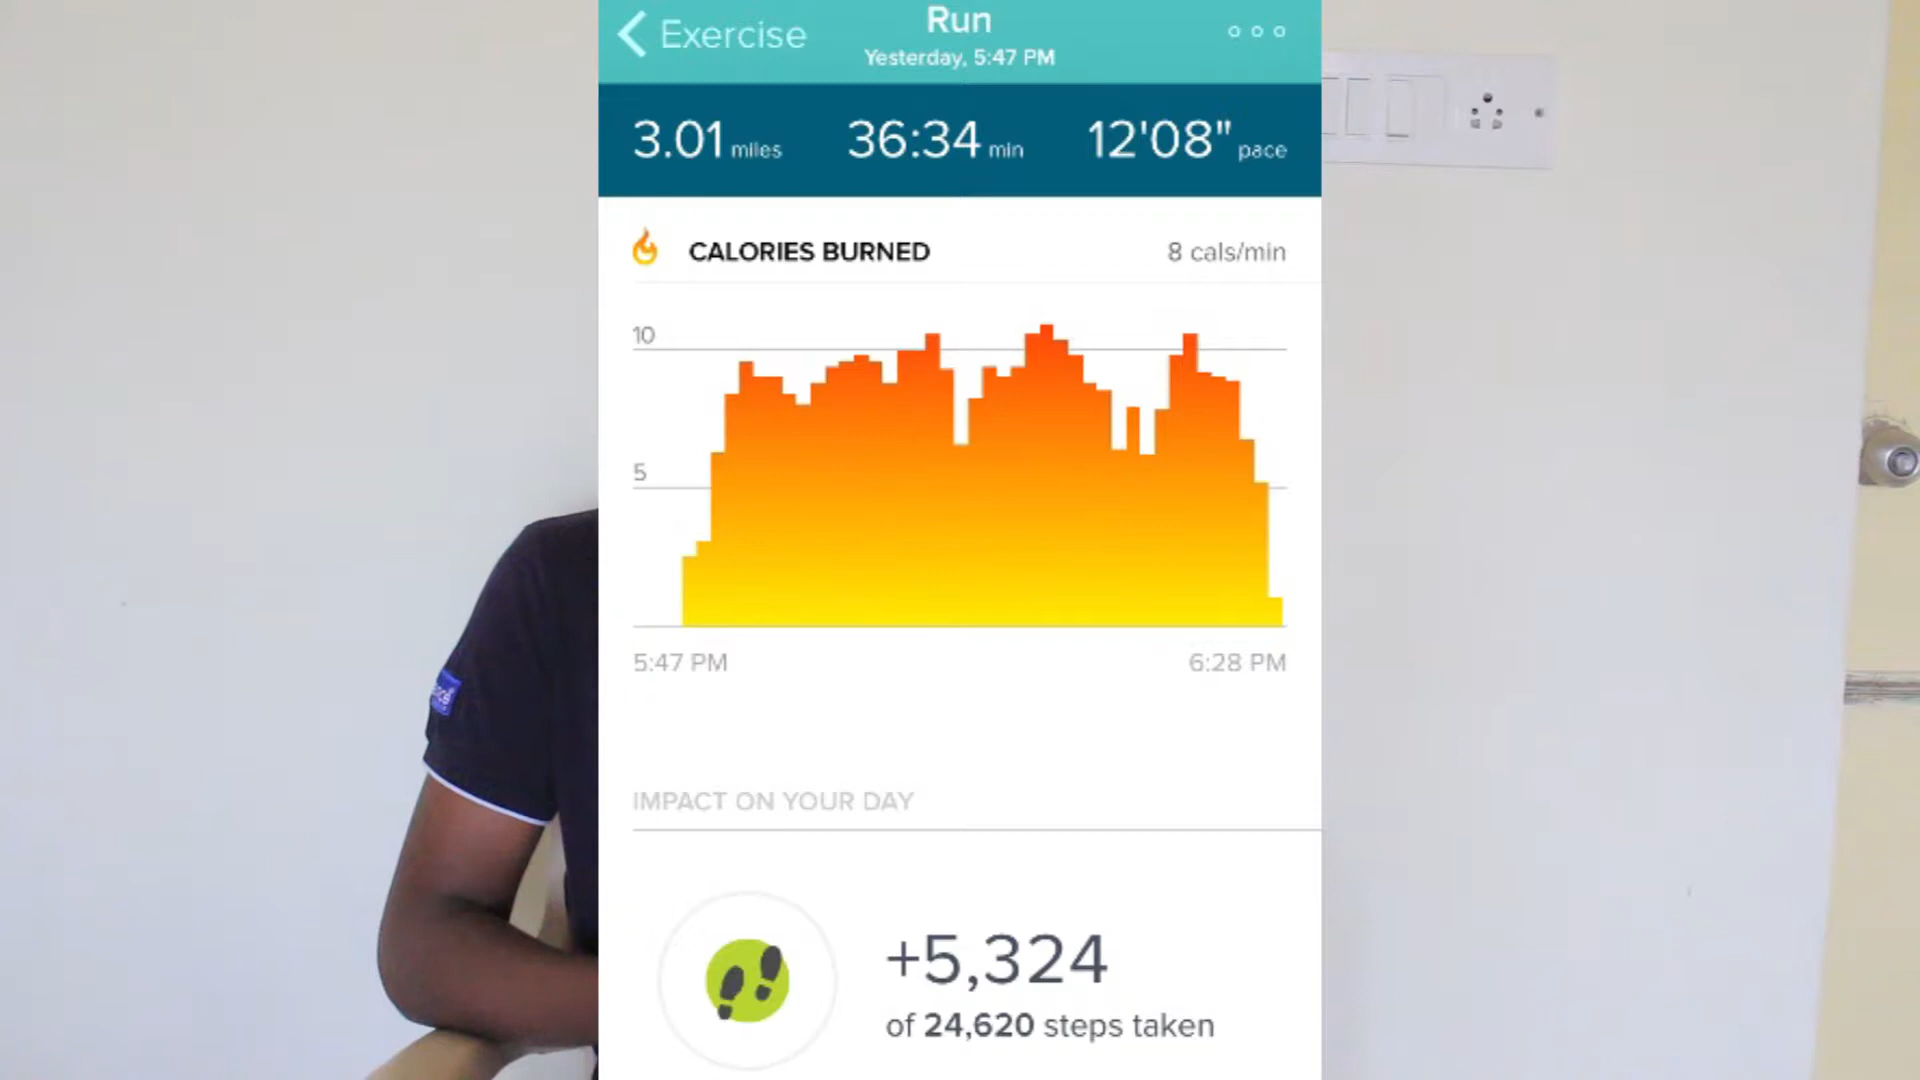 Exercise
Run
Yesterday, 5:47 PM
3.01 miles 36:34 min 12'08" pace
CALORIES BURNED 8 cals/min
10
5
5:47 PM 6:28 PM
IMPACT ON YOUR DAY
+5,324
of 24,620 steps taken